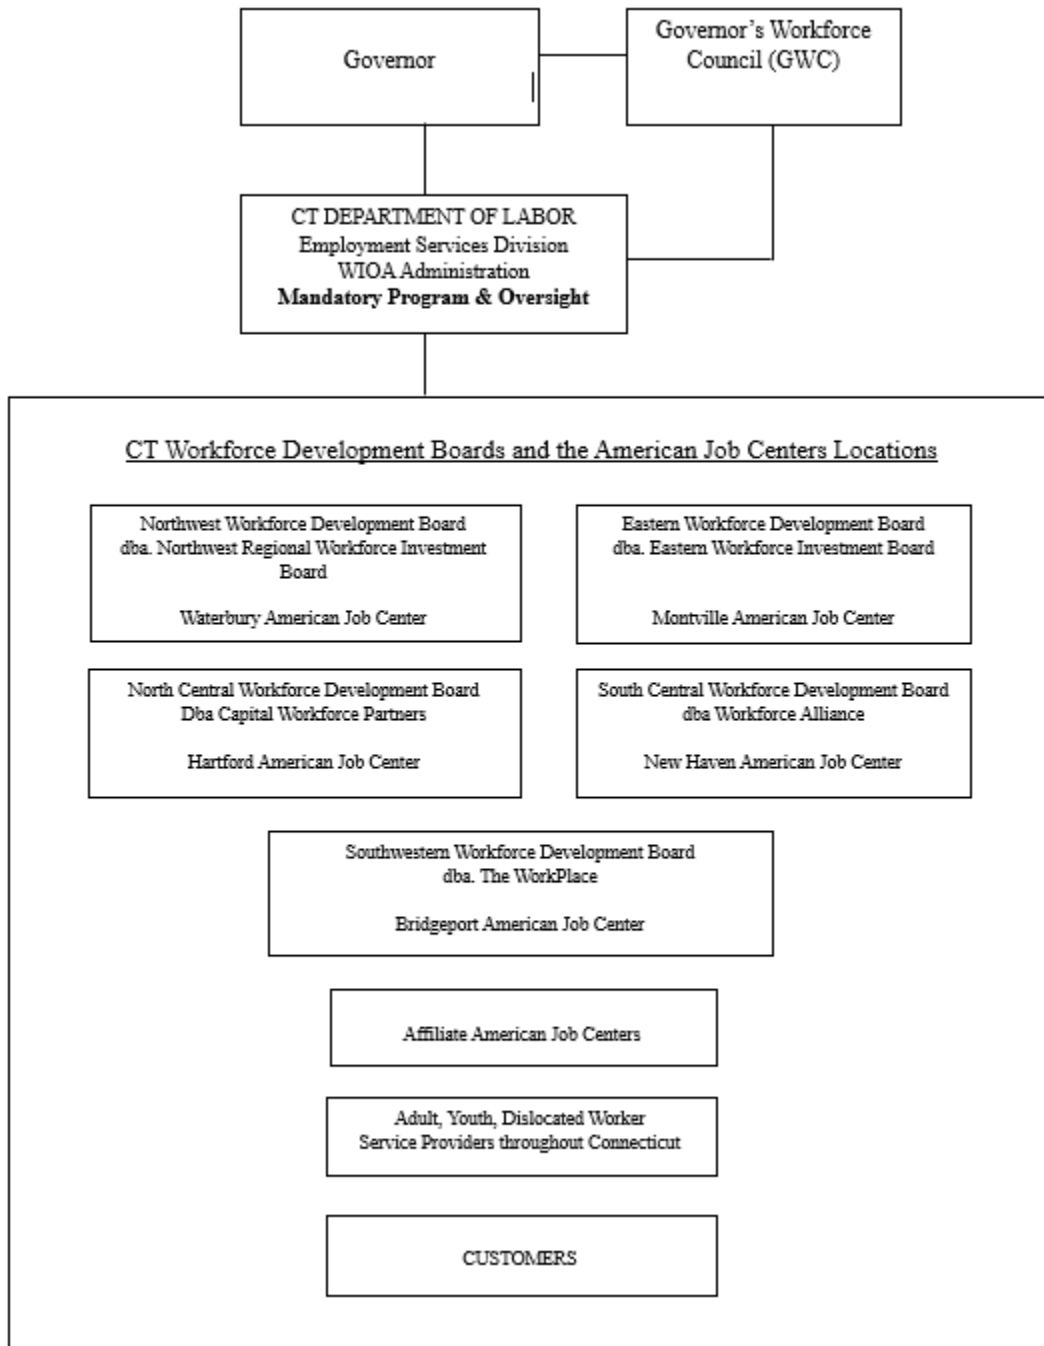 Governor
Governor’s Workforce
Council (GWC)
CT DEPARTMENT OF LABOR
Employment Services Division
WIOA Administration
Mandatory Program & Oversight
CT Workforce Development Boards and the American Job Centers Locations
Northwest Workforce Development Board
dba. Northwest Regional Workforce Investment
Board
Waterbury American Job Center
Eastern Workforce Development Board
dba. Eastern Workforce Investment Board
Montville American Job Center
North Central Workforce Development Board
Dba Capital Workforce Partners
Hartford American Job Center
South Central Workforce Development Board
dba Workforce Alliance
New Haven American Job Center
Southwestern Workforce Development Board
dba. The WorkPlace
Bridgeport American Job Center
Affiliate American Job Centers
Adult, Youth, Dislocated Worker
Service Providers throughout Connecticut
CUSTOMERS